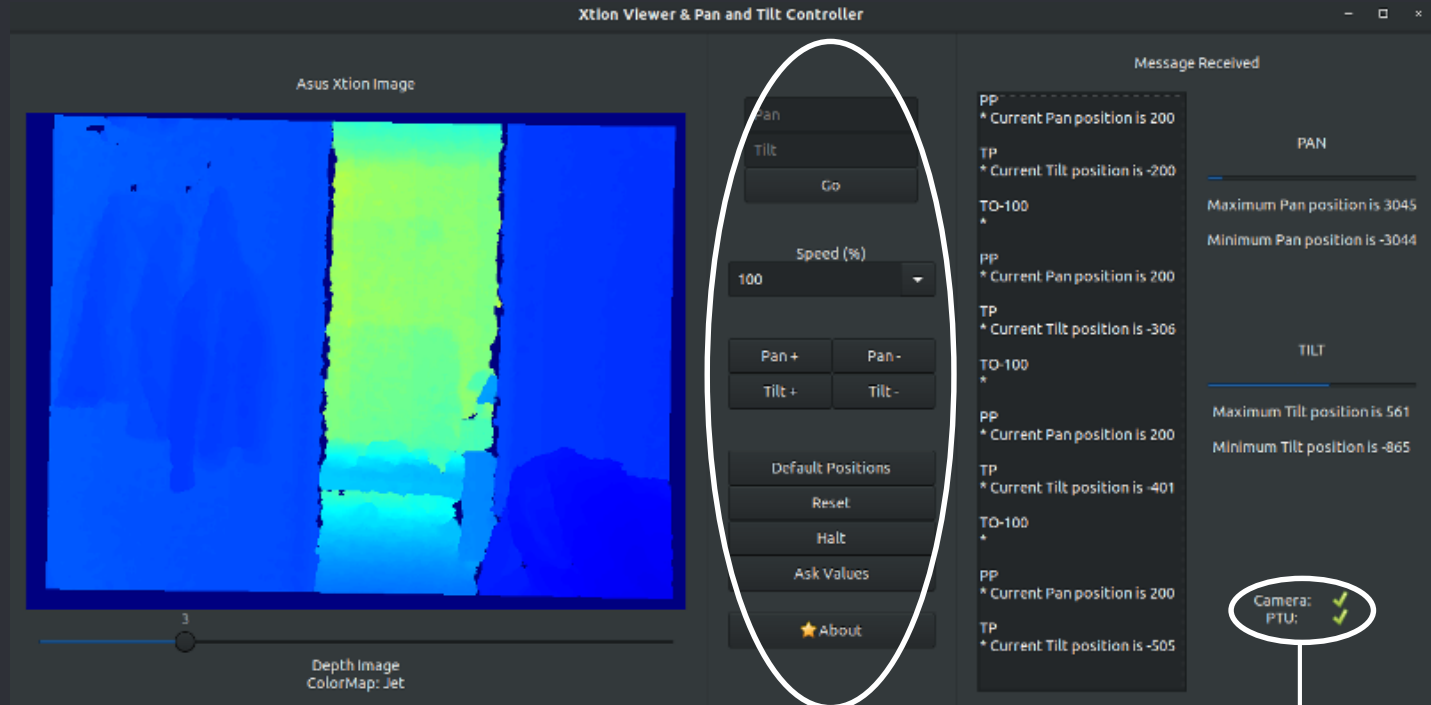 Xtion Viewer & Pan and Tilt Controller
Asus Xtion Image
3
Depth Image
ColorMap: Jet
Pan
Tilt
Go
Speed (%)
100
Pan +
Pan -
Tilt +
Tilt -
Default Positions
Reset
Halt
Ask Values
About
Message Received
PP
* Current Pan position is 200
TP
* Current Tilt position is -200
TO-100
*
PP
* Current Pan position is 200
TP
* Current Tilt position is -306
TO-100
*
PP
* Current Pan position is 200
TP
* Current Tilt position is -401
TO-100
*
PP
* Current Pan position is 200
TP
* Current Tilt position is -505
PAN
Maximum Pan position is 3045
Minimum Pan position is -3044
TILT
Maximum Tilt position is 561
Minimum Tilt position is -865
Camera:
PTU: